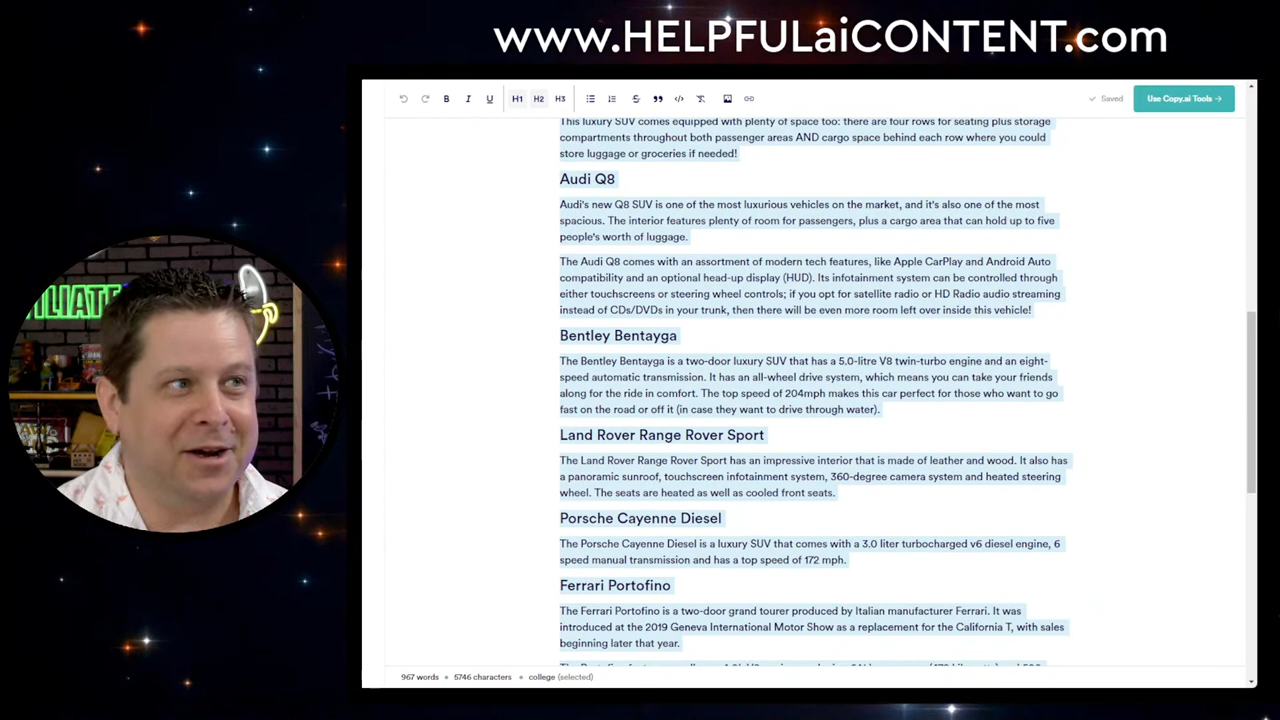 www.HELPFULaiCONTENT.com
B I U H1 H2 H3
Saved
Use Copy.ai Tools →
This luxury SUV comes equipped with plenty of space too: there are four rows for seating plus storage
compartments throughout both passenger areas AND cargo space behind each row where you could
store luggage or groceries if needed!
Audi Q8
Audi's new Q8 SUV is one of the most luxurious vehicles on the market, and it's also one of the most
spacious. The interior features plenty of room for passengers, plus a cargo area that can hold up to five
people's worth of luggage.
The Audi Q8 comes with an assortment of modern tech features, like Apple CarPlay and Android Auto
compatibility and an optional head-up display (HUD). Its infotainment system can be controlled through
either touchscreens or steering wheel controls; if you opt for satellite radio or HD Radio audio streaming
instead of CDs/DVDs in your trunk, then there will be even more room left over inside this vehicle!
Bentley Bentayga
The Bentley Bentayga is a two-door luxury SUV that has a 5.0-litre V8 twin-turbo engine and an eight-
speed automatic transmission. It has an all-wheel drive system, which means you can take your friends
along for the ride in comfort. The top speed of 204mph makes this car perfect for those who want to go
fast on the road or off it (in case they want to drive through water).
Land Rover Range Rover Sport
The Land Rover Range Rover Sport has an impressive interior that is made of leather and wood. It also has
a panoramic sunroof, touchscreen infotainment system, 360-degree camera system and heated steering
wheel. The seats are heated as well as cooled front seats.
Porsche Cayenne Diesel
The Porsche Cayenne Diesel is a luxury SUV that comes with a 3.0 liter turbocharged v6 diesel engine, 6
speed manual transmission and has a top speed of 172 mph.
Ferrari Portofino
The Ferrari Portofino is a two-door grand tourer produced by Italian manufacturer Ferrari. It was
introduced at the 2019 Geneva International Motor Show as a replacement for the California T, with sales
beginning later that year.
967 words • 5746 characters • college (selected)